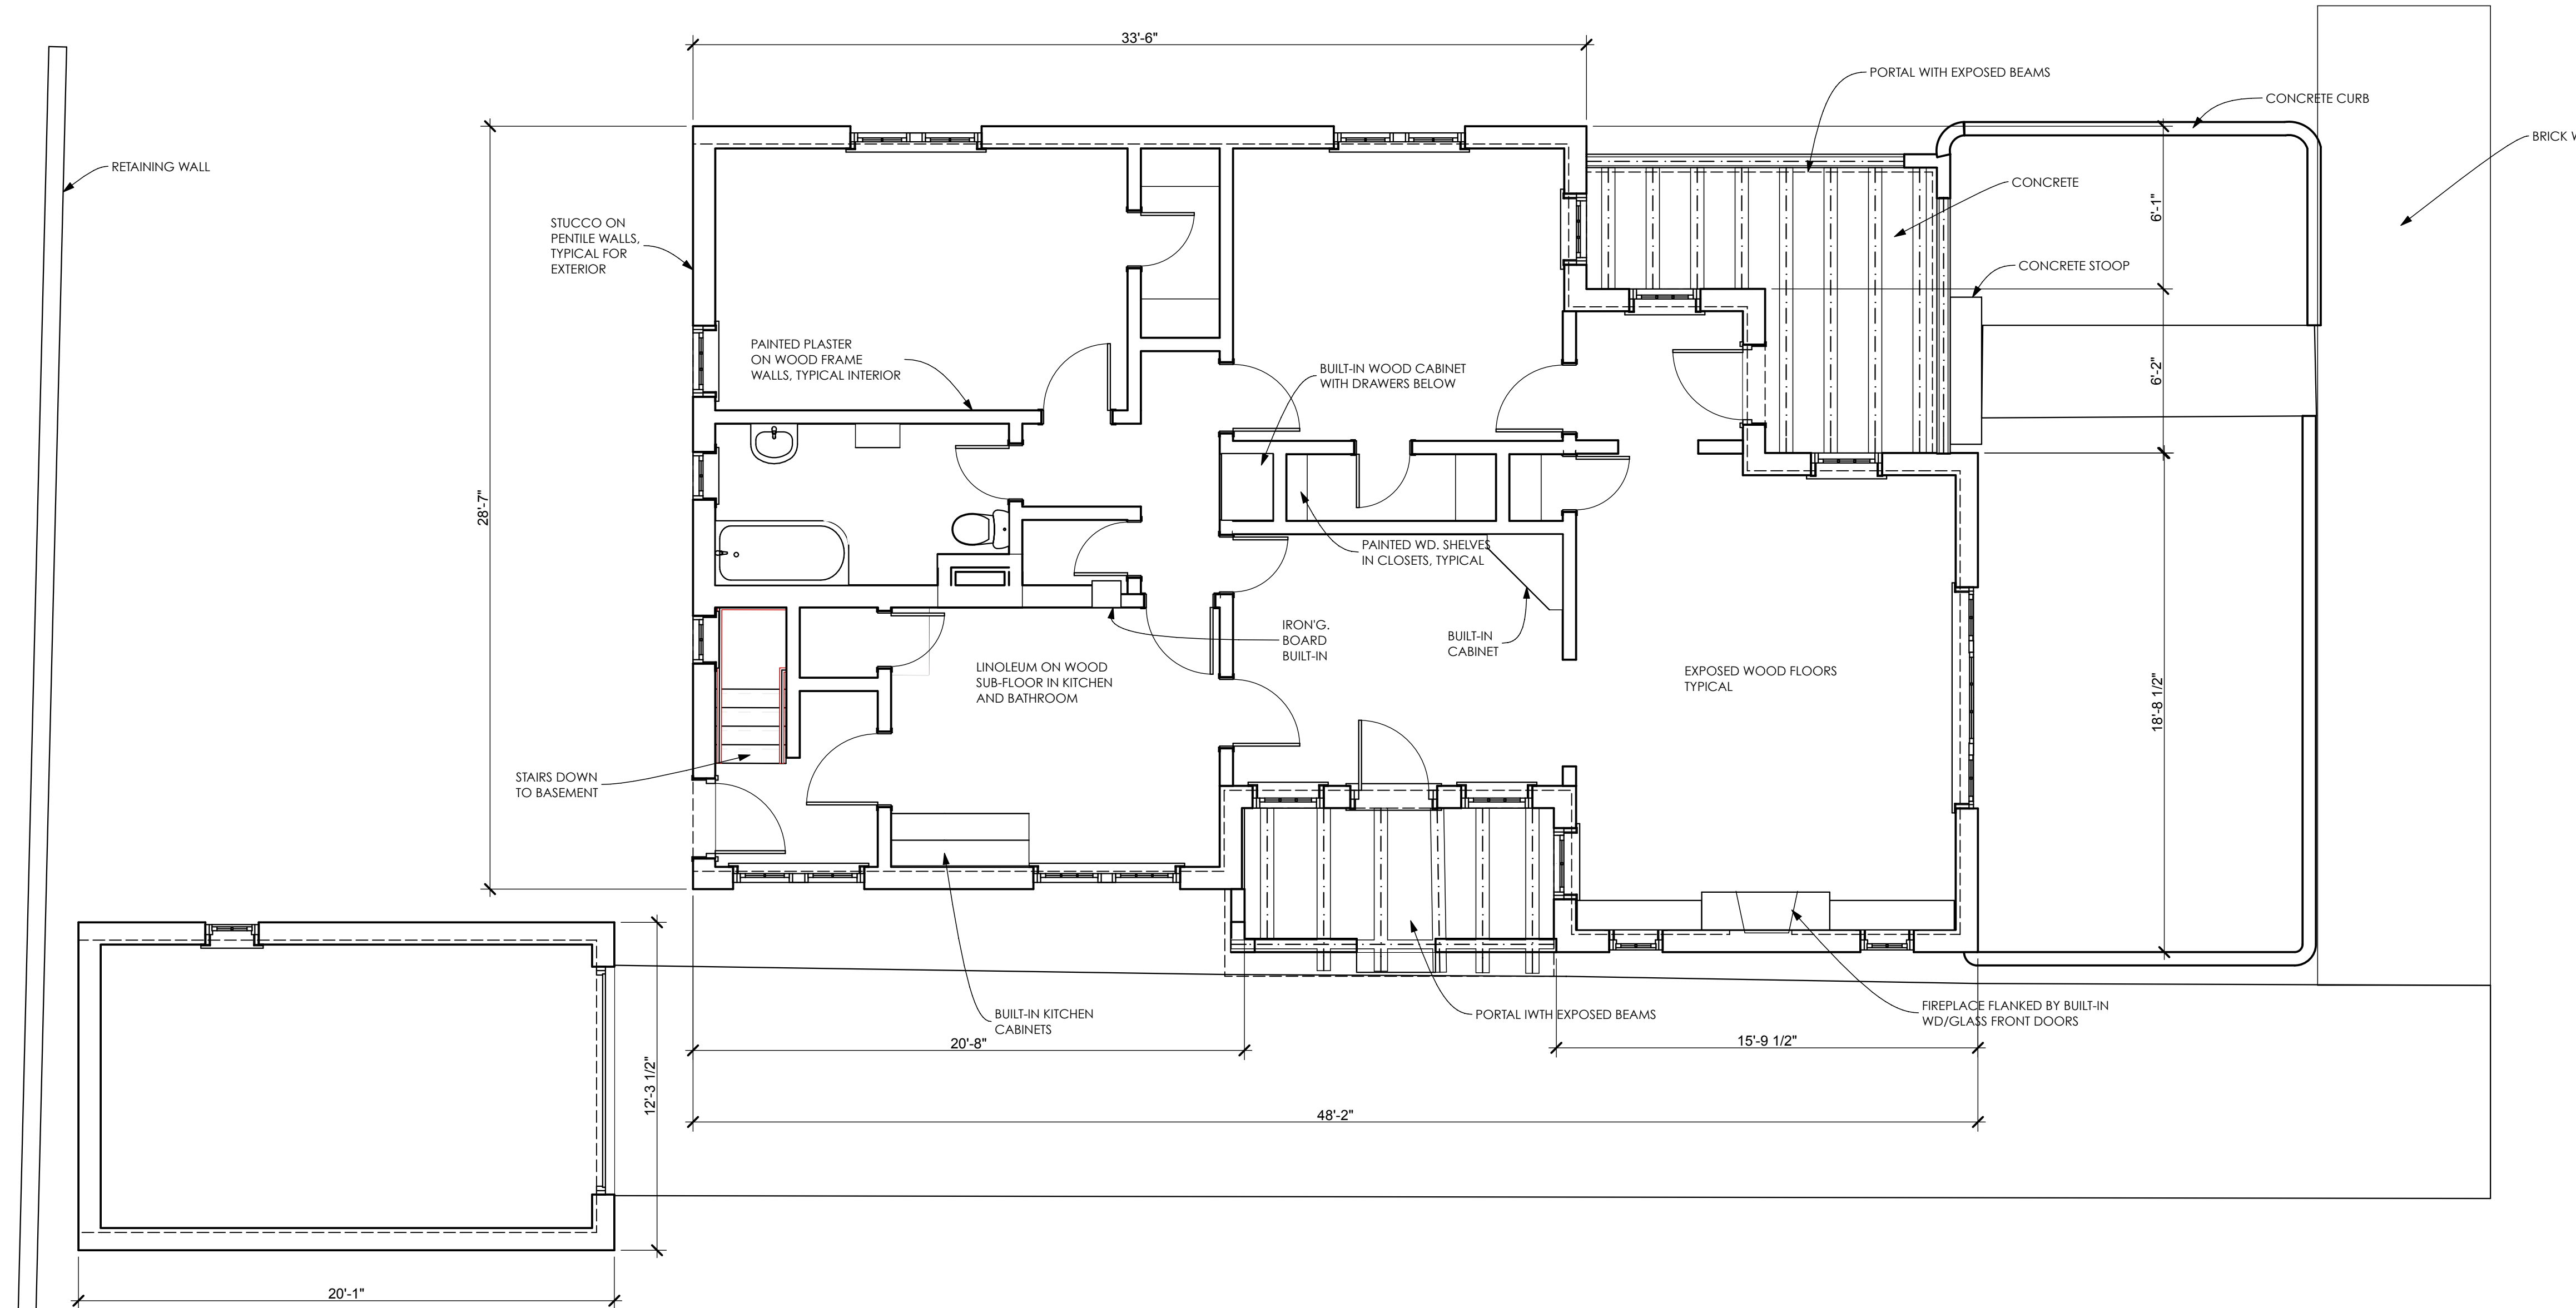 33'-6"
PORTAL WITH EXPOSED BEAMS
CONCRETE CURB
BRICK W
RETAINING WALL
CONCRETE
6'-1"
STUCCO ON
PENTILE WALLS,
TYPICAL FOR
EXTERIOR
CONCRETE STOOP
PAINTED PLASTER
ON WOOD FRAME
WALLS, TYPICAL INTERIOR
BUILT-IN WOOD CABINET
WITH DRAWERS BELOW
6'-2"
28'-7"
PAINTED WD. SHELVES
IN CLOSETS, TYPICAL
IRON'G.
BOARD
BUILT-IN
BUILT-IN
CABINET
LINOLEUM ON WOOD
SUB-FLOOR IN KITCHEN
AND BATHROOM
EXPOSED WOOD FLOORS
TYPICAL
18'-8 1/2"
STAIRS DOWN
TO BASEMENT
BUILT-IN KITCHEN
CABINETS
PORTAL IWTH EXPOSED BEAMS
FIREPLACE FLANKED BY BUILT-IN
WD/GLASS FRONT DOORS
20'-8"
15'-9 1/2"
12'-3 1/2"
48'-2"
20'-1"